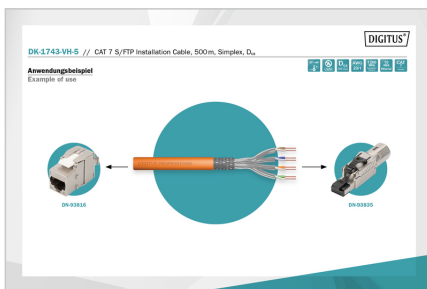 DIGITUS®
DK-1743-VH-5 // CAT 7 S/FTP Installation Cable, 500 m, Simplex, Dca
Anwendungsbeispiel
Example of use
DN-93816
DN-93835